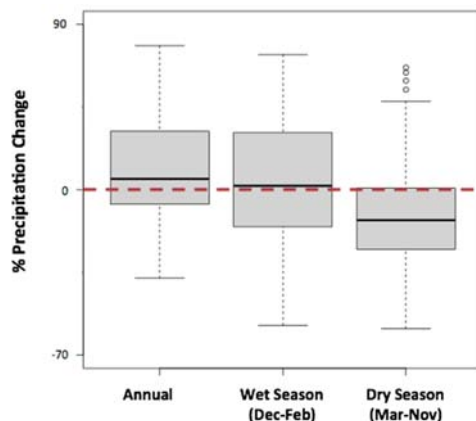 % Precipitation Change
90
0
-70
Annual
Wet Season
(Dec-Feb)
Dry Season
(Mar-Nov)